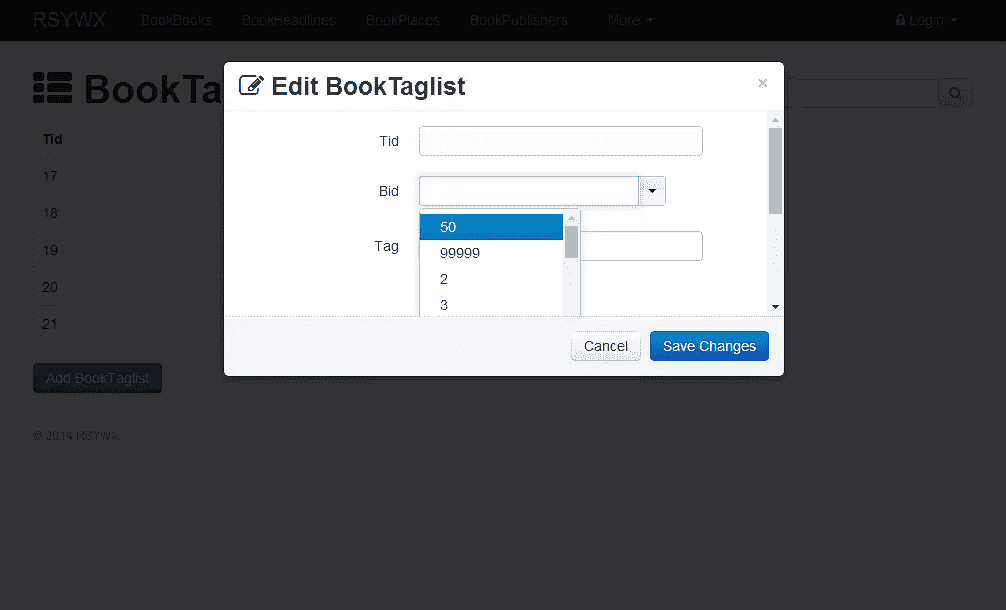 RSYWX BookBooks BookHeadlines BookPlaces BookPublishers More Login
BookTa
Edit BookTaglist
×
Tid
Tid
17
Bid
50
18
Tag
99999
19
2
20
3
21
Cancel Save Changes
Add BookTaglist
© 2014 RSYWX